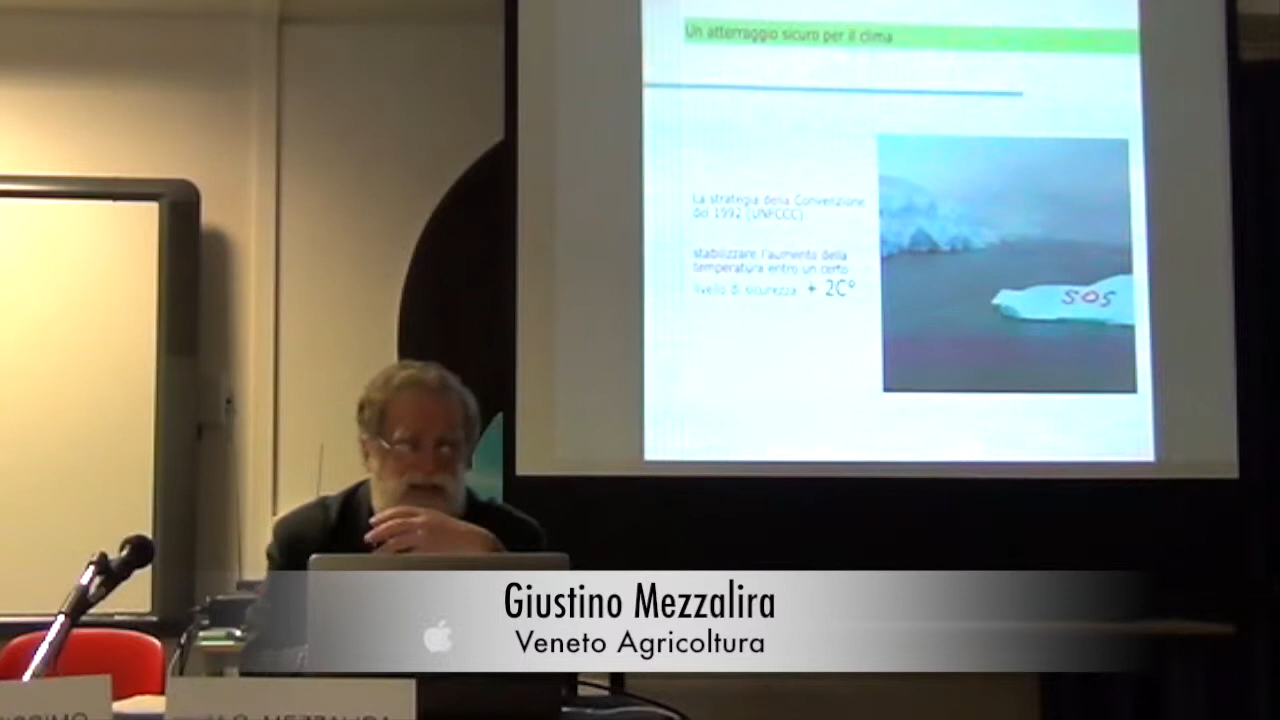 Un atterraggio sicuro per il clima
La strategia della Convenzione
del 1992 (UNFCCC):
stabilizzare l'aumento della
temperatura entro un certo
livello di sicurezza: + 2C°
SOS
Giustino Mezzalira
Veneto Agricoltura
MEZZALIRA